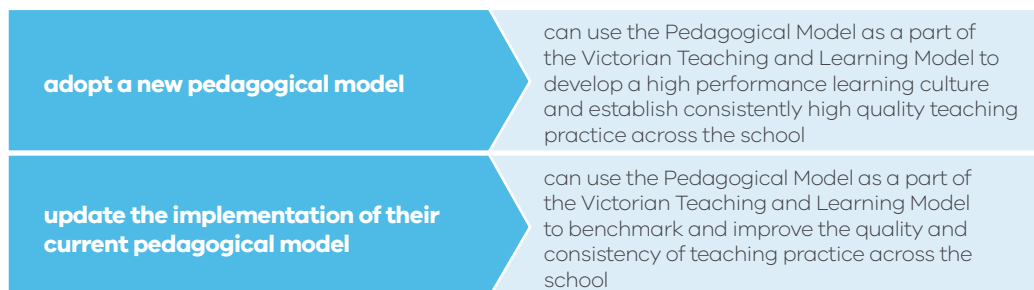 adopt a new pedagogical model
can use the Pedagogical Model as a part of
the Victorian Teaching and Learning Model to
develop a high performance learning culture
and establish consistently high quality teaching
practice across the school
update the implementation of their
current pedagogical model
can use the Pedagogical Model as a part of
the Victorian Teaching and Learning Model
to benchmark and improve the quality and
consistency of teaching practice across the
school